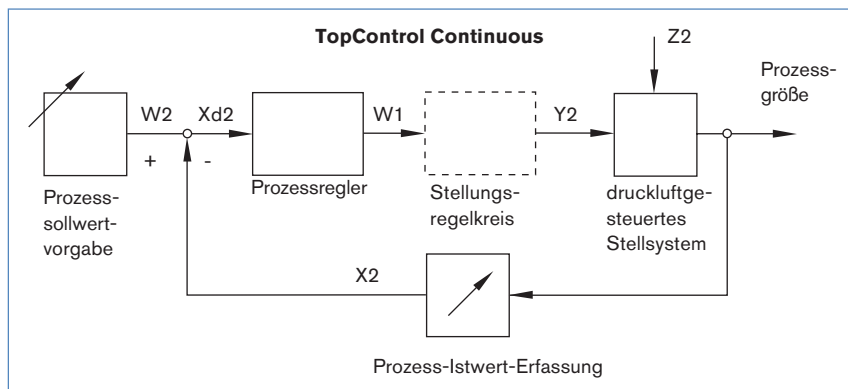 TopControl Continuous
Z2
Prozess-
größe
W2
Xd2
W1
Y2
+
-
Prozess-
sollwert-
vorgabe
Prozessregler
Stellungs-
regelkreis
druckluftge-
steuertes
Stellsystem
X2
Prozess-Istwert-Erfassung